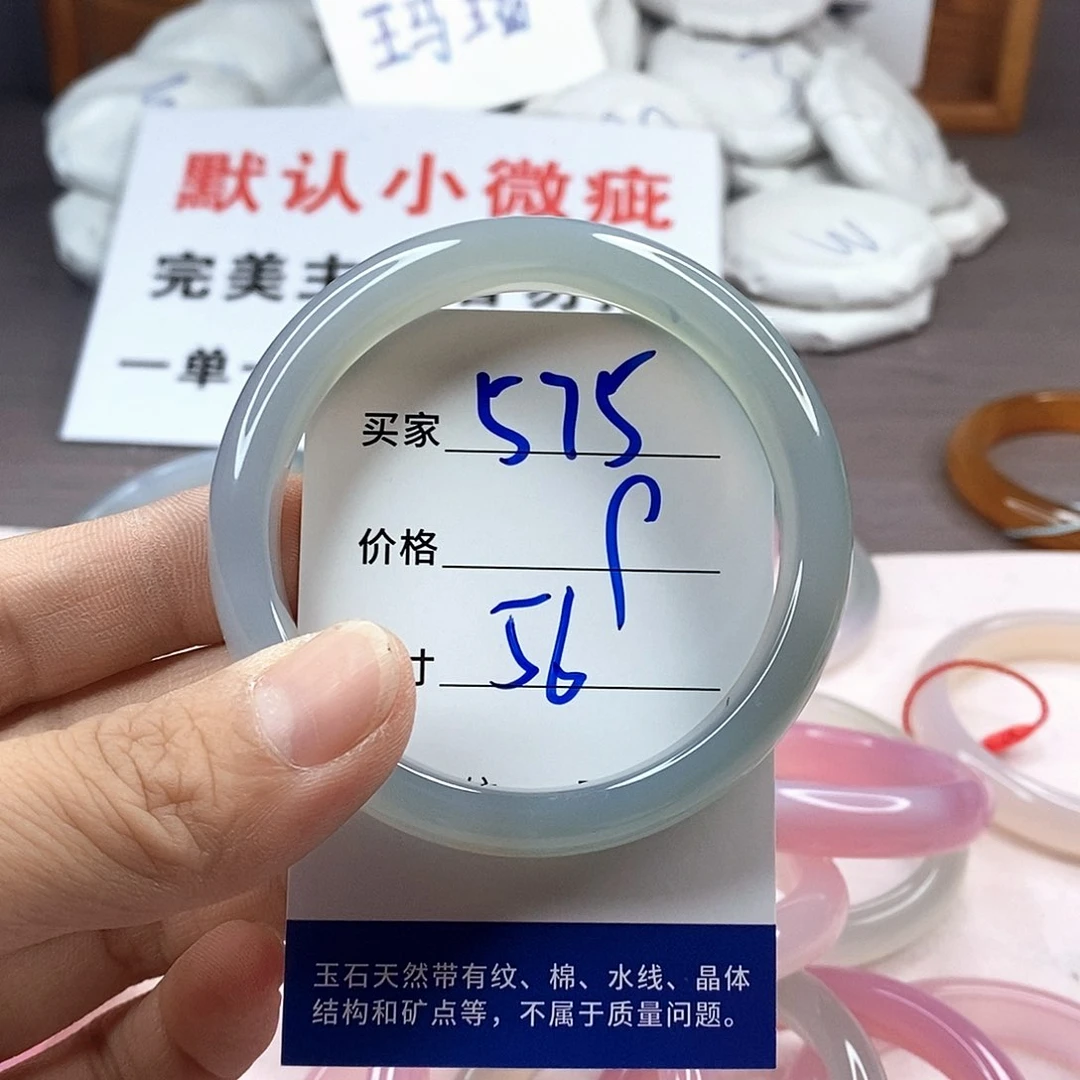 玛瑙
默认小微疵
完美主
一单一
买家 575
价格
寸 56
玉石天然带有纹、棉、水线、晶体
结构和矿点等，不属于质量问题。